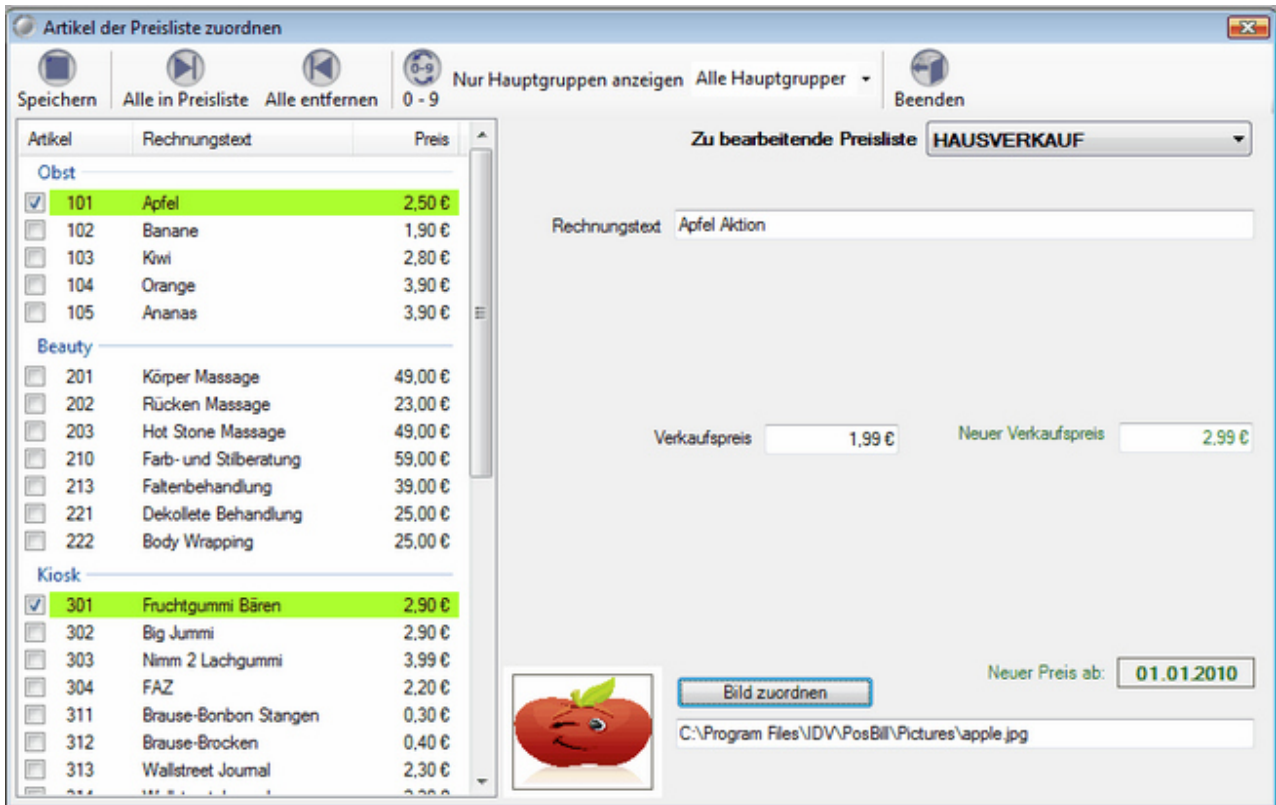 Artikel der Preisliste zuordnen
0-9
Speichern Alle in Preisliste Alle entfernen 0 - 9 Nur Hauptgruppen anzeigen Alle Hauptgrupper Beenden
Artikel Rechnungstext Preis
Obst
101 Apfel 2,50 €
102 Banane 1,90 €
103 Kiwi 2,80 €
104 Orange 3,90 €
105 Ananas 3,90 €
Beauty
201 Körper Massage 49,00 €
202 Rücken Massage 23,00 €
203 Hot Stone Massage 49,00 €
210 Farb- und Stilberatung 59,00 €
213 Faltenbehandlung 39,00 €
221 Dekollete Behandlung 25,00 €
222 Body Wrapping 25,00 €
Kiosk
301 Fruchtgummi Bären 2,90 €
302 Big Jummi 2,90 €
303 Nimm 2 Lachgummi 3,99 €
304 FAZ 2,20 €
311 Brause-Bonbon Stangen 0,30 €
312 Brause-Brocken 0,40 €
313 Wallstreet Journal 2,30 €
Zu bearbeitende Preisliste HAUSVERKAUF
Rechnungstext Apfel Aktion
Verkaufspreis 1,99 € Neuer Verkaufspreis 2,99 €
Neuer Preis ab: 01.01.2010
Bild zuordnen
C:\Program Files\IDV\PosBill\Pictures\apple.jpg